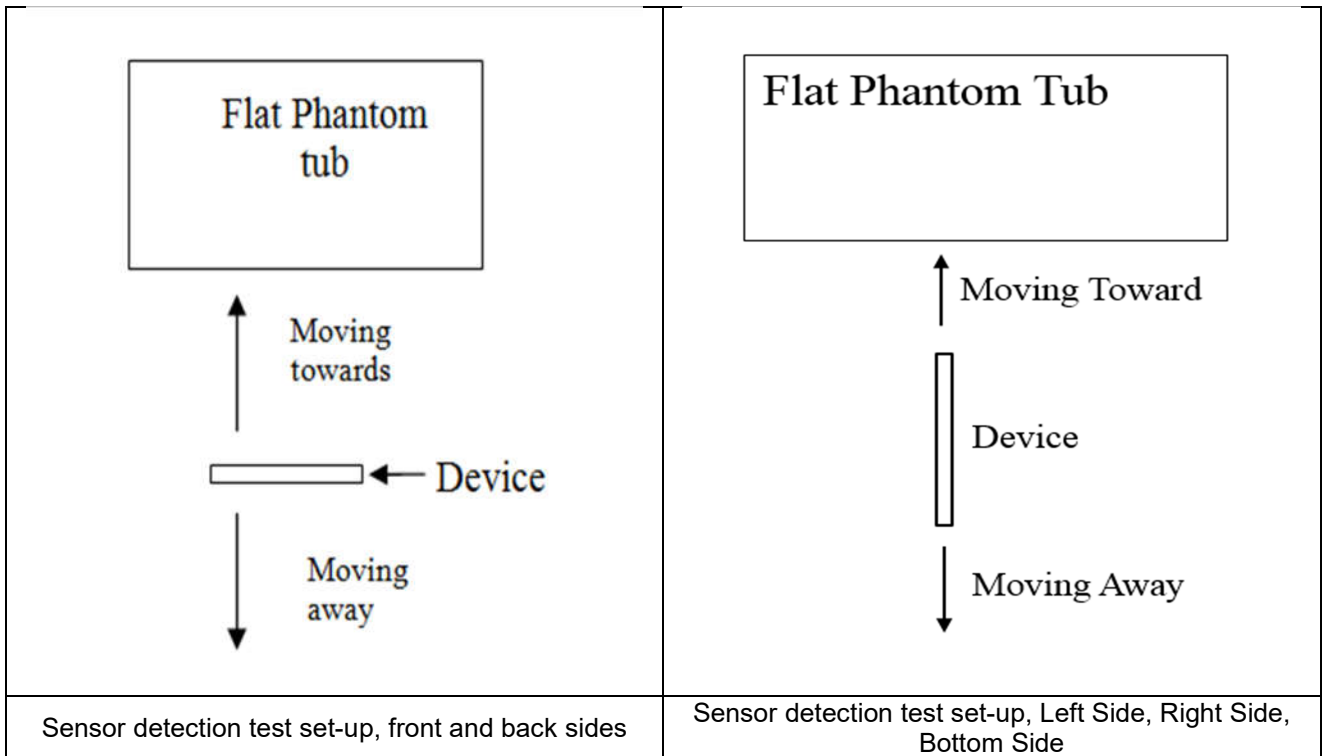 Flat Phantom
tub
Moving
towards
Device
Moving
away
Sensor detection test set-up, front and back sides
Flat Phantom Tub
Moving Toward
Device
Moving Away
Sensor detection test set-up, Left Side, Right Side,
Bottom Side